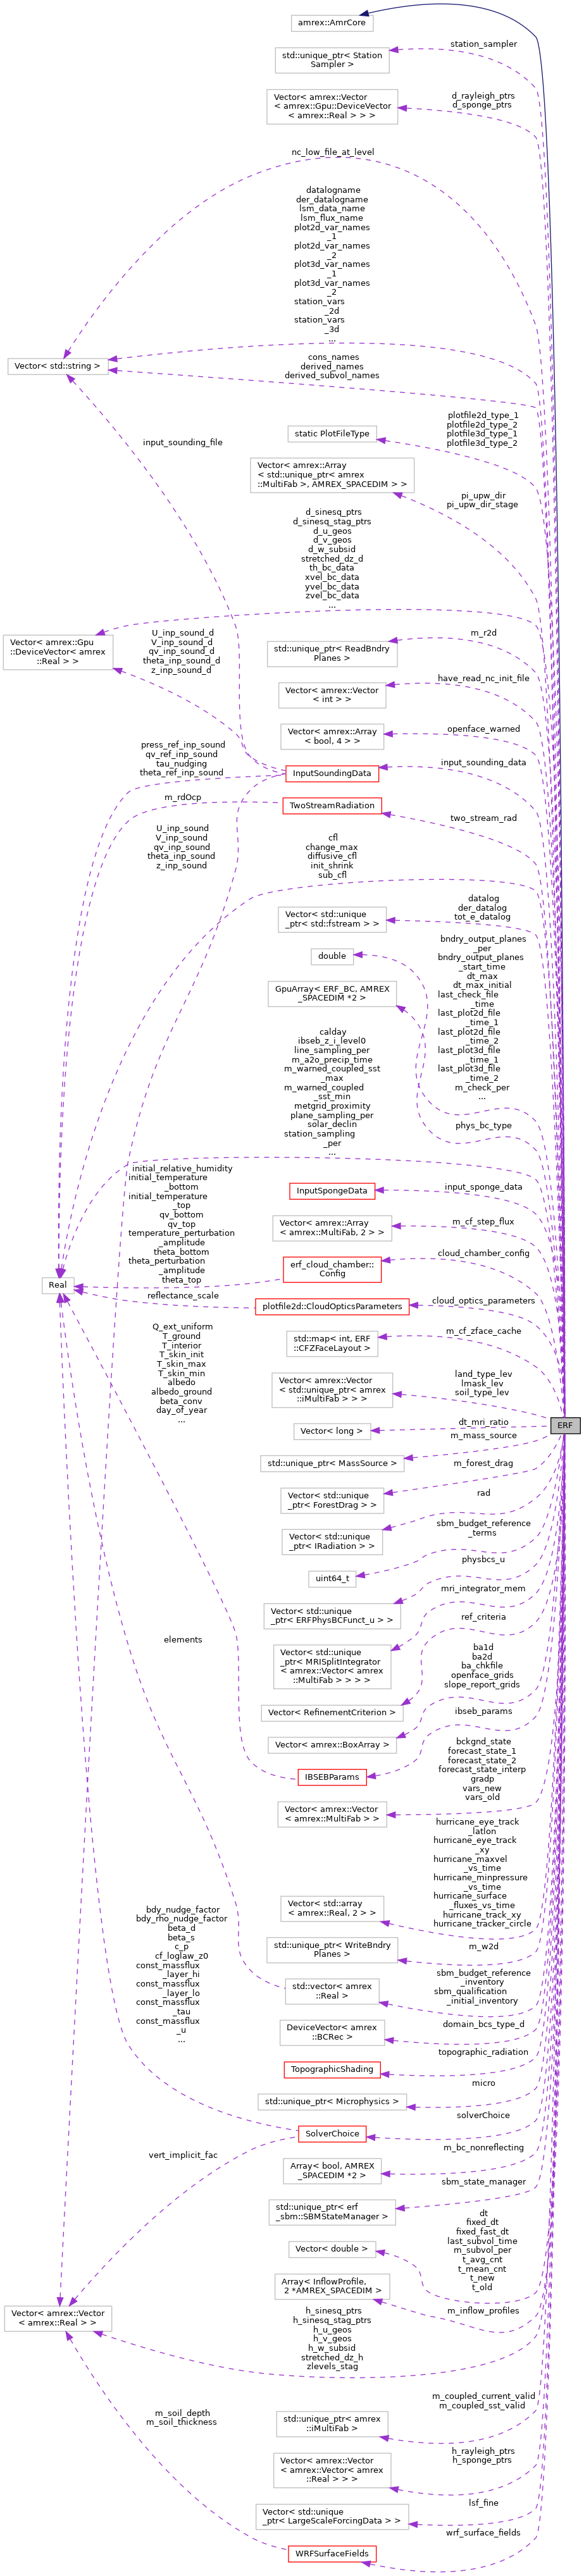 amrex::AmrCore
station_sampler
std::unique_ptr< Station
Sampler >
Vector< amrex::Vector
< amrex::Gpu::DeviceVector
< amrex::Real > > >
d_rayleigh_ptrs
d_sponge_ptrs
nc_low_file_at_level
datalogname
der_datalogname
lsm_data_name
lsm_flux_name
plot2d_var_names
_1
plot2d_var_names
_2
plot3d_var_names
_1
plot3d_var_names
_2
station_vars
_2d
station_vars
_3d
...
Vector< std::string >
cons_names
derived_names
derived_subvol_names
static PlotFileType
plotfile2d_type_1
plotfile2d_type_2
plotfile3d_type_1
plotfile3d_type_2
input_sounding_file
Vector< amrex::Array
< std::unique_ptr< amrex
::MultiFab >, AMREX_SPACEDIM > >
pi_upw_dir
pi_upw_dir_stage
d_sinesq_ptrs
d_sinesq_stag_ptrs
d_u_geos
d_v_geos
d_w_subsid
stretched_dz_d
th_bc_data
xvel_bc_data
yvel_bc_data
zvel_bc_data
...
Vector< amrex::Gpu
::DeviceVector< amrex
::Real > >
U_inp_sound_d
V_inp_sound_d
qv_inp_sound_d
theta_inp_sound_d
z_inp_sound_d
std::unique_ptr< ReadBndry
Planes >
m_r2d
Vector< amrex::Vector
< int > >
have_read_nc_init_file
Vector< amrex::Array
< bool, 4 > >
openface_warned
press_ref_inp_sound
qv_ref_inp_sound
tau_nudging
theta_ref_inp_sound
InputSoundingData
input_sounding_data
m_rdOcp
TwoStreamRadiation
two_stream_rad
U_inp_sound
V_inp_sound
qv_inp_sound
theta_inp_sound
z_inp_sound
cfl
change_max
diffusive_cfl
init_shrink
sub_cfl
Vector< std::unique
_ptr< std::fstream > >
datalog
der_datalog
tot_e_datalog
double
bndry_output_planes
_per
bndry_output_planes
_start_time
dt_max
dt_max_initial
last_check_file
_time
last_plot2d_file
_time_1
last_plot2d_file
_time_2
last_plot3d_file
_time_1
last_plot3d_file
_time_2
m_check_per
...
GpuArray< ERF_BC, AMREX
_SPACEDIM *2 >
phys_bc_type
calday
ibseb_z_i_level0
line_sampling_per
m_a2o_precip_time
m_warned_coupled_sst
_max
m_warned_coupled
_sst_min
metgrid_proximity
plane_sampling_per
solar_declin
station_sampling
_per
...
initial_relative_humidity
initial_temperature
_bottom
initial_temperature
_top
qv_bottom
qv_top
temperature_perturbation
_amplitude
theta_bottom
theta_perturbation
_amplitude
theta_top
InputSpongeData
input_sponge_data
Vector< amrex::Array
< amrex::MultiFab, 2 > >
m_cf_step_flux
erf_cloud_chamber::
Config
cloud_chamber_config
Real
reflectance_scale
plotfile2d::CloudOpticsParameters
cloud_optics_parameters
std::map< int, ERF
::CFZFaceLayout >
m_cf_zface_cache
Q_ext_uniform
T_ground
T_interior
T_skin_init
T_skin_max
T_skin_min
albedo
albedo_ground
beta_conv
day_of_year
...
Vector< amrex::Vector
< std::unique_ptr< amrex
::iMultiFab > > >
land_type_lev
lmask_lev
soil_type_lev
Vector< long >
dt_mri_ratio
ERF
std::unique_ptr< MassSource >
m_mass_source
Vector< std::unique
_ptr< ForestDrag > >
m_forest_drag
Vector< std::unique
_ptr< IRadiation > >
rad
uint64_t
sbm_budget_reference
_terms
Vector< std::unique
_ptr< ERFPhysBCFunct_u > >
physbcs_u
elements
Vector< std::unique
_ptr< MRISplitIntegrator
< amrex::Vector< amrex
::MultiFab > > > >
mri_integrator_mem
Vector< RefinementCriterion >
ref_criteria
Vector< amrex::BoxArray >
ba1d
ba2d
ba_chkfile
openface_grids
slope_report_grids
IBSEBParams
ibseb_params
Vector< amrex::Vector
< amrex::MultiFab > >
bckgnd_state
forecast_state_1
forecast_state_2
forecast_state_interp
gradp
vars_new
vars_old
Vector< std::array
< amrex::Real, 2 > >
hurricane_eye_track
_latlon
hurricane_eye_track
_xy
hurricane_maxvel
_vs_time
hurricane_minpressure
_vs_time
hurricane_surface
_fluxes_vs_time
hurricane_track_xy
hurricane_tracker_circle
bdy_nudge_factor
bdy_rho_nudge_factor
beta_d
beta_s
c_p
cf_loglaw_z0
const_massflux
_layer_hi
const_massflux
_layer_lo
const_massflux
_tau
const_massflux
_u
...
std::unique_ptr< WriteBndry
Planes >
m_w2d
std::vector< amrex
::Real >
sbm_budget_reference
_inventory
sbm_qualification
_initial_inventory
DeviceVector< amrex
::BCRec >
domain_bcs_type_d
TopographicShading
topographic_radiation
std::unique_ptr< Microphysics >
micro
SolverChoice
solverChoice
vert_implicit_fac
Array< bool, AMREX
_SPACEDIM *2 >
m_bc_nonreflecting
std::unique_ptr< erf
_sbm::SBMStateManager >
sbm_state_manager
Vector< double >
dt
fixed_dt
fixed_fast_dt
last_subvol_time
m_subvol_per
t_avg_cnt
t_mean_cnt
t_new
t_old
Array< InflowProfile,
2 *AMREX_SPACEDIM >
m_inflow_profiles
Vector< amrex::Vector
< amrex::Real > >
h_sinesq_ptrs
h_sinesq_stag_ptrs
h_u_geos
h_v_geos
h_w_subsid
stretched_dz_h
zlevels_stag
std::unique_ptr< amrex
::iMultiFab >
m_coupled_current_valid
m_coupled_sst_valid
m_soil_depth
m_soil_thickness
Vector< amrex::Vector
< amrex::Vector< amrex
::Real > > >
h_rayleigh_ptrs
h_sponge_ptrs
Vector< std::unique
_ptr< LargeScaleForcingData > >
lsf_fine
WRFSurfaceFields
wrf_surface_fields